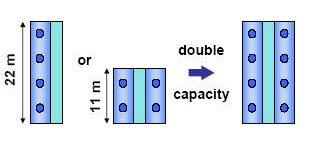 22 m
or
11 m
double
capacity